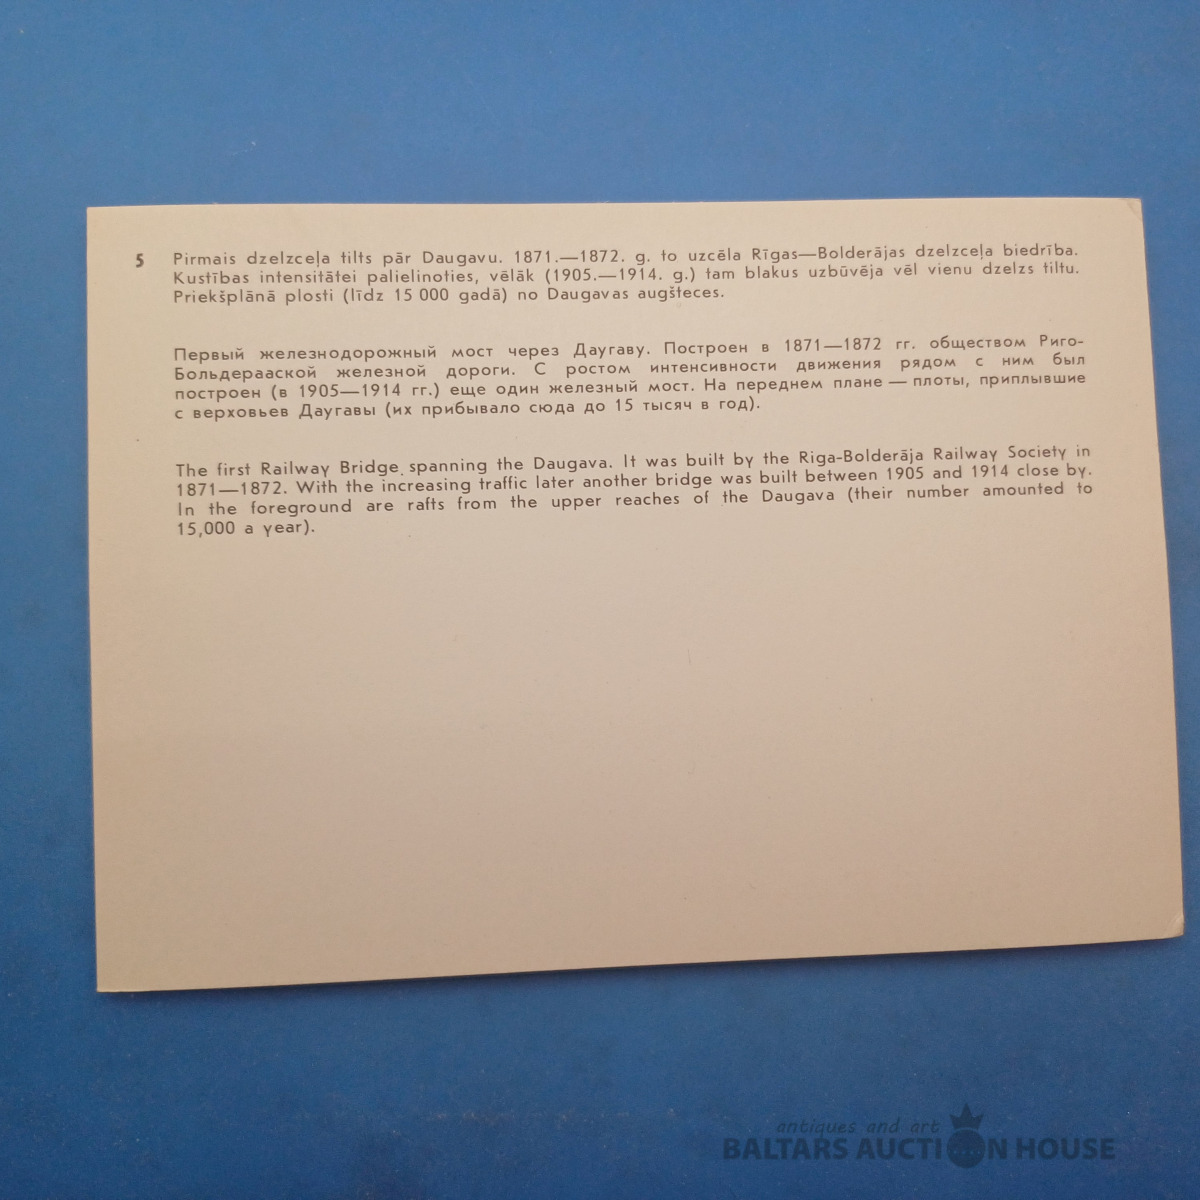 5 Pirmais dzelzceļa tilts pār Daugavu. 1871.—1872. g. to uzcēla Rīgas—Bolderājas dzelzceļa biedrība.
Kustības intensitātei palielinoties, vēlāk (1905.—1914. g.) tam blakus uzbūvēja vēl vienu dzelzs tiltu.
Priekšplānā plosti (līdz 15 000 gadā) no Daugavas augšteces.
Первый железнодорожный мост через Даугаву. Построен в 1871—1872 гг. обществом Риго-
Больдерааской железной дороги. С ростом интенсивности движения рядом с ним был
построен (в 1905—1914 гг.) еще один железный мост. На переднем плане — плоты, приплывшие
с верховьев Даугавы (их прибывало сюда до 15 тысяч в год).
The first Railway Bridge spanning the Daugava. It was built by the Riga-Bolderāja Railway Society in
1871—1872. With the increasing traffic later another bridge was built between 1905 and 1914 close by.
In the foreground are rafts from the upper reaches of the Daugava (their number amounted to
15,000 a year).
antiques and art
BALTARS AUCTION HOUSE